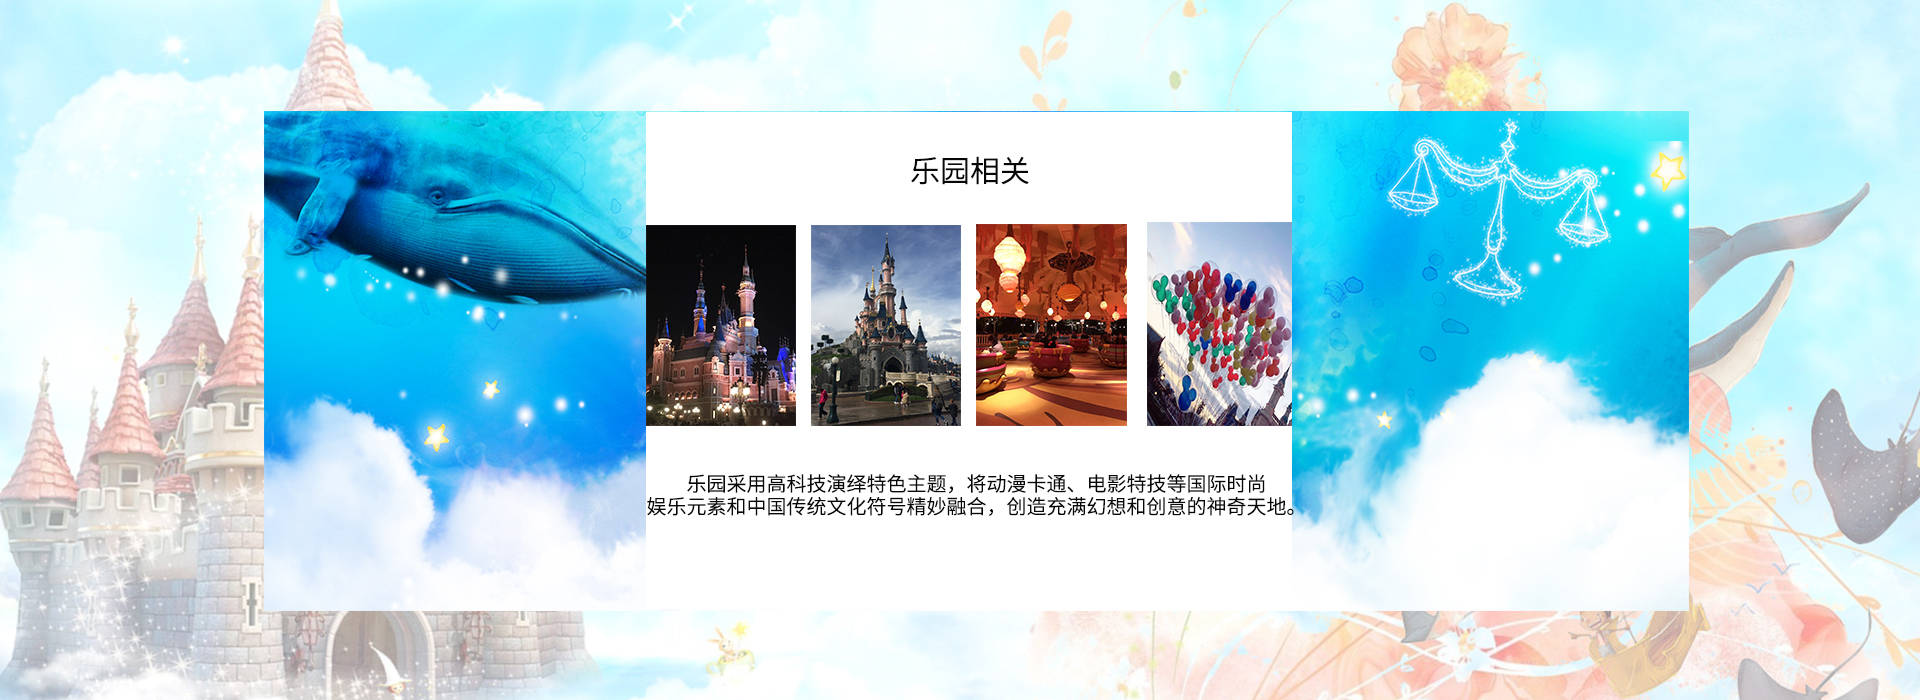 乐园相关
乐园采用高科技演绎特色主题，将动漫卡通、电影特技等国际时尚
娱乐元素和中国传统文化符号精妙融合，创造充满幻想和创意的神奇天地。